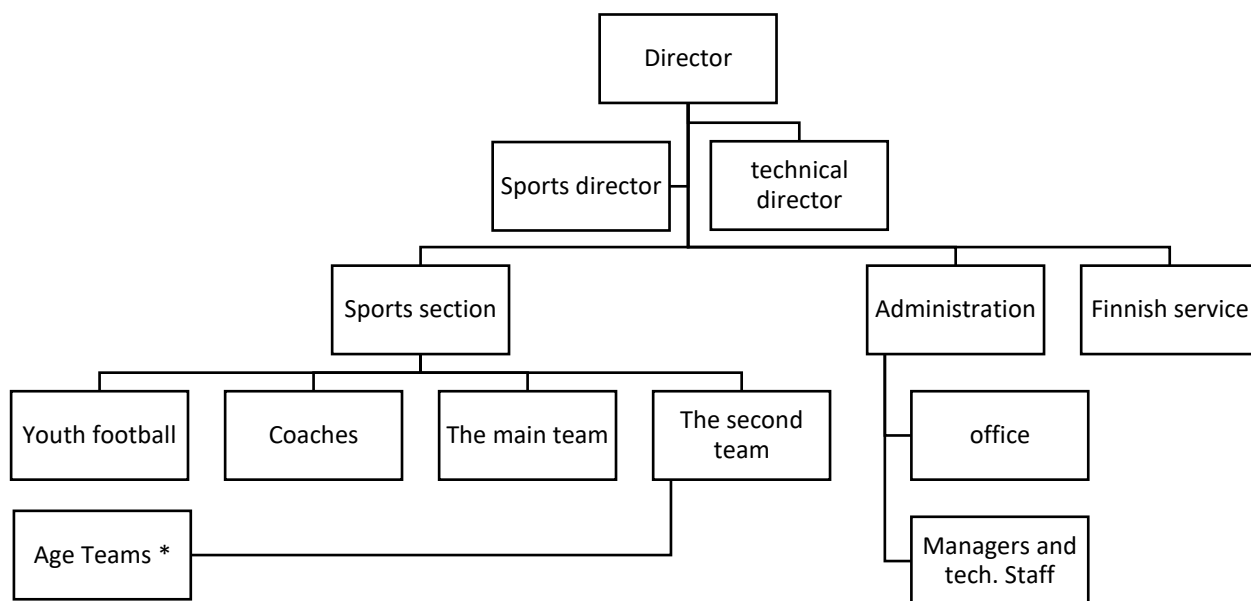 Director
Sports director
technical
director
Sports section
Administration
Finnish service
Youth football
Coaches
The main team
The second
team
office
Age Teams *
Managers and
tech. Staff